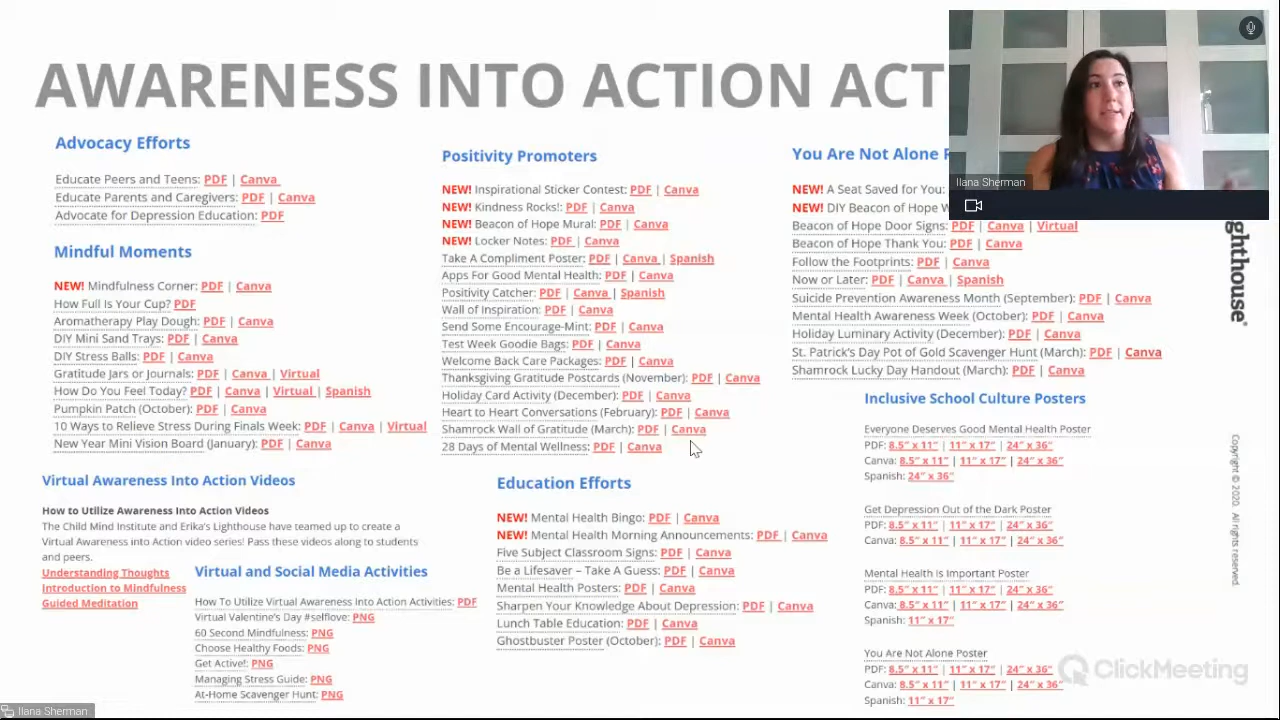 AWARENESS INTO ACTION ACT
Advocacy Efforts
Educate Peers and Teens: PDF | Canva
Educate Parents and Caregivers: PDF | Canva
Advocate for Depression Education: PDF
Mindful Moments
NEW! Mindfulness Corner: PDF | Canva
How Full Is Your Cup? PDF
Aromatherapy Play Dough: PDF | Canva
DIY Mini Sand Trays: PDF | Canva
DIY Stress Balls: PDF | Canva
Gratitude Jars or Journals: PDF | Canva | Virtual
How Do You Feel Today? PDF | Canva | Virtual | Spanish
Pumpkin Patch (October): PDF | Canva
10 Ways to Relieve Stress During Finals Week: PDF | Canva | Virtual
New Year Mini Vision Board (January): PDF | Canva
Virtual Awareness Into Action Videos
How to Utilize Awareness Into Action Videos
The Child Mind Institute and Erika's Lighthouse have teamed up to create a
Virtual Awareness into Action video series! Pass these videos along to students
and peers.
Understanding Thoughts
Introduction to Mindfulness
Guided Meditation
Virtual and Social Media Activities
How To Utilize Virtual Awareness Into Action Activities: PDF
Virtual Valentine's Day #selflove: PNG
60 Second Mindfulness: PNG
Choose Healthy Foods: PNG
Get Active!: PNG
Managing Stress Guide: PNG
At-Home Scavenger Hunt: PNG
Positivity Promoters
NEW! Inspirational Sticker Contest: PDF | Canva
NEW! Kindness Rocks!: PDF | Canva
NEW! Beacon of Hope Mural: PDF | Canva
NEW! Locker Notes: PDF | Canva
Take A Compliment Poster: PDF | Canva | Spanish
Apps For Good Mental Health: PDF | Canva
Positivity Catcher: PDF | Canva | Spanish
Wall of Inspiration: PDF | Canva
Send Some Encourage-Mint: PDF | Canva
Test Week Goodie Bags: PDF | Canva
Welcome Back Care Packages: PDF | Canva
Thanksgiving Gratitude Postcards (November): PDF | Canva
Holiday Card Activity (December): PDF | Canva
Heart to Heart Conversations (February): PDF | Canva
Shamrock Wall of Gratitude (March): PDF | Canva
28 Days of Mental Wellness: PDF | Canva
Education Efforts
NEW! Mental Health Bingo: PDF | Canva
NEW! Mental Health Morning Announcements: PDF | Canva
Five Subject Classroom Signs: PDF | Canva
Be a Lifesaver – Take A Guess: PDF | Canva
Mental Health Posters: PDF | Canva
Sharpen Your Knowledge About Depression: PDF | Canva
Lunch Table Education: PDF | Canva
Ghostbuster Poster (October): PDF | Canva
You Are Not Alone
NEW! A Seat Saved for You:
NEW! DIY Beacon of Hope W
Beacon of Hope Door Signs: PDF | Canva | Virtual
Beacon of Hope Thank You: PDF | Canva
Follow the Footprints: PDF | Canva
Now or Later: PDF | Canva | Spanish
Suicide Prevention Awareness Month (September): PDF | Canva
Mental Health Awareness Week (October): PDF | Canva
Holiday Luminary Activity (December): PDF | Canva
St. Patrick's Day Pot of Gold Scavenger Hunt (March): PDF | Canva
Shamrock Lucky Day Handout (March): PDF | Canva
Inclusive School Culture Posters
Everyone Deserves Good Mental Health Poster
PDF: 8.5" x 11" | 11" x 17" | 24" x 36"
Canva: 8.5" x 11" | 11" x 17" | 24" x 36"
Spanish: 24" x 36"
Get Depression Out of the Dark Poster
PDF: 8.5" x 11" | 11" x 17" | 24" x 36"
Canva: 8.5" x 11" | 11" x 17" | 24" x 36"
Mental Health Is Important Poster
PDF: 8.5" x 11" | 11" x 17" | 24" x 36"
Canva: 8.5" x 11" | 11" x 17" | 24" x 36"
Spanish: 11" x 17"
You Are Not Alone Poster
PDF: 8.5" x 11" | 11" x 17" | 24" x 36"
Canva: 8.5" x 11" | 11" x 17" | 24" x 36"
Spanish: 11" x 17"
Ilana Sherman
ghthouse®
Copyright © 2020. All rights reserved.
ClickMeeting
Ilana Sherman